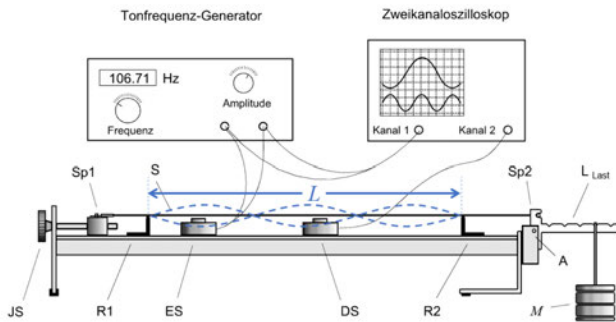 Tonfrequenz-Generator
Zweikanaloszilloskop
106.71 Hz
Amplitude
Frequenz
Kanal 1
Kanal 2
Sp1
S
L
Sp2
L Last
A
JS
R1
ES
DS
R2
M